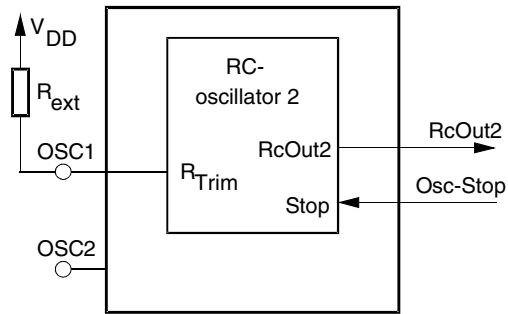 VDD
Rext
OSC1
OSC2
RC-
oscillator 2
RcOut2
RTrim
Stop
RcOut2
Osc-Stop